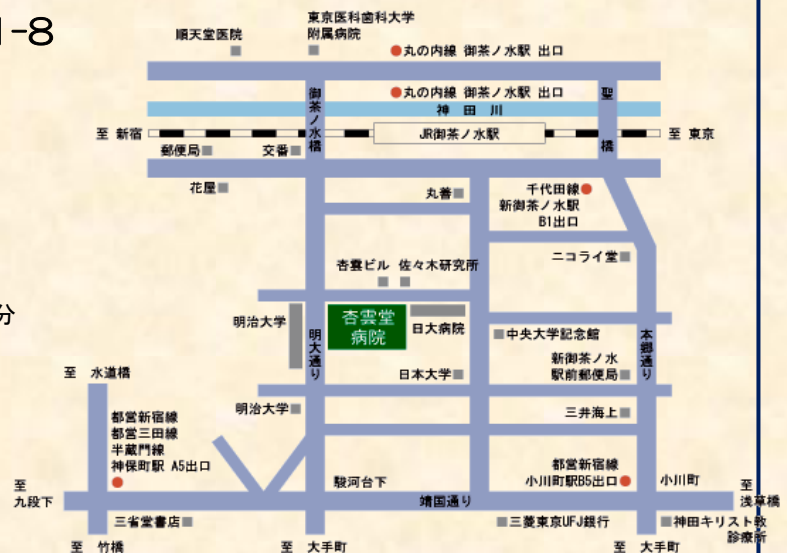 1-8
東京医科歯科大学
附属病院
順天堂医院
丸の内線 御茶ノ水駅 出口
丸の内線 御茶ノ水駅 出口
御茶ノ水橋
聖橋
神田川
至 新宿
JR御茶ノ水駅
至 東京
郵便局
交番
花屋
丸善
千代田線
新御茶ノ水駅
B1出口
ニコライ堂
杏雲ビル
佐々木研究所
分
明治大学
明大通り
杏雲堂
病院
日大病院
中央大学記念館
本郷通り
新御茶ノ水
駅前郵便局
至 水道橋
日本大学
明治大学
三井海上
都営新宿線
都営三田線
半蔵門線
神保町駅 A5出口
都営新宿線
小川町駅B5出口
小川町
至
九段下
駿河台下
靖国通り
至
浅草橋
三省堂書店
三菱東京UFJ銀行
神田キリスト教
診療所
至 竹橋
至 大手町
至 大手町